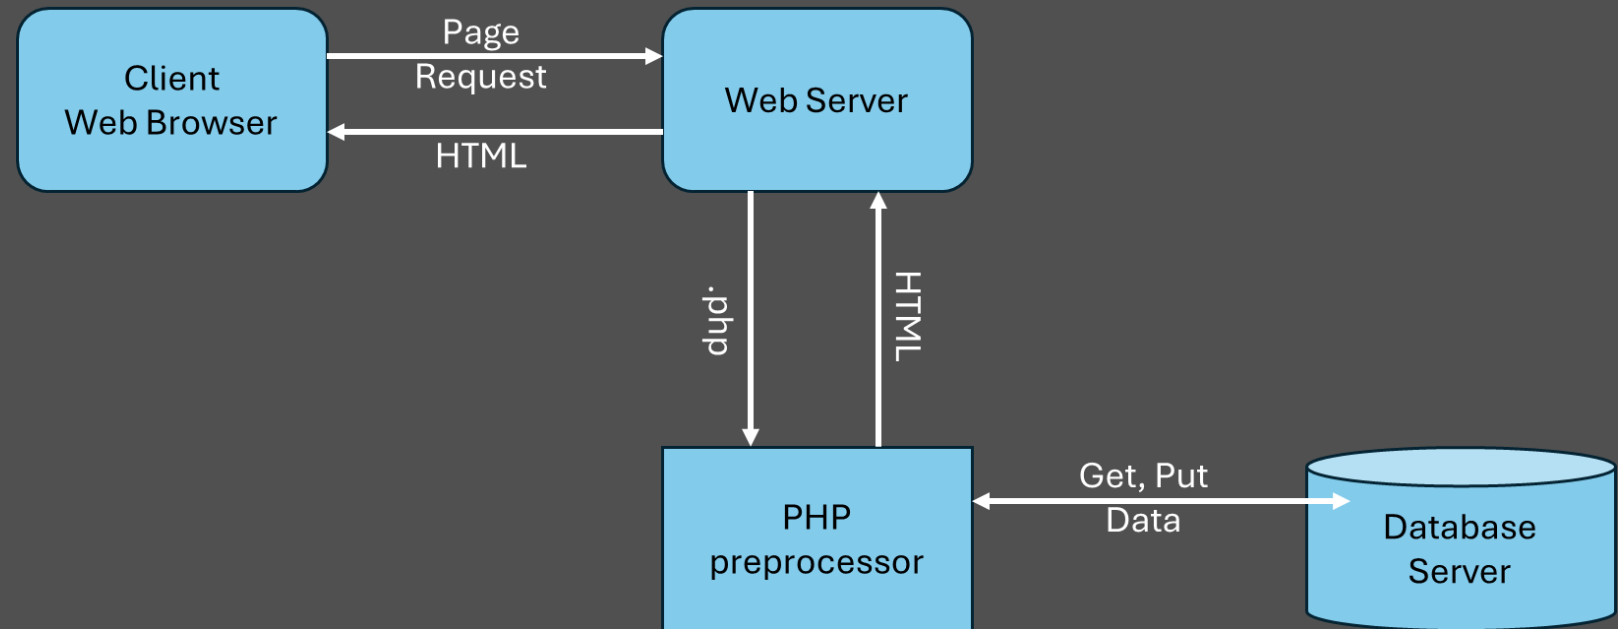 Page
Request
Client
Web Browser
Web Server
HTML
.php
HTML
Get, Put
Data
PHP
preprocessor
Database
Server